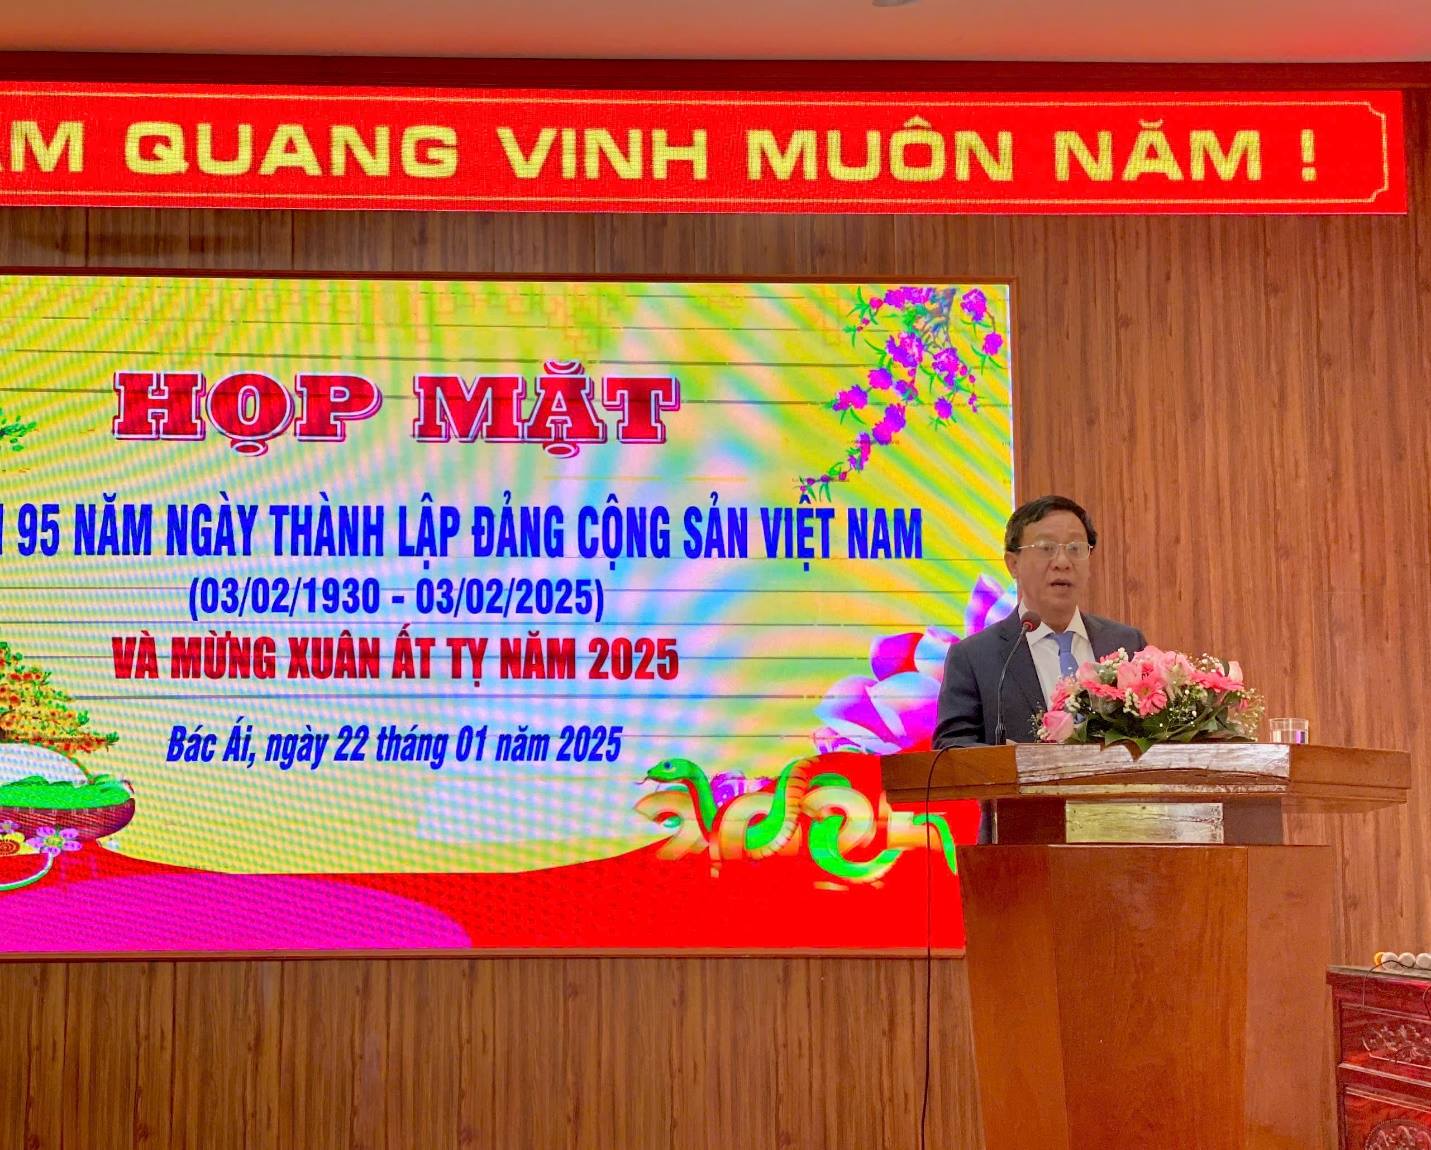 QUANG VINH MUÔN NĂM !
HỌP MẶT
95 NĂM NGÀY THÀNH LẬP ĐẢNG CỘNG SẢN VIỆT NAM
(03/02/1930 - 03/02/2025)
VÀ MỪNG XUÂN ẤT TỴ NĂM 2025
Bác Ái, ngày 22 tháng 01 năm 2025
2025